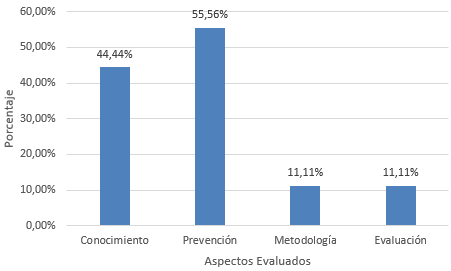 60,00%
50,00%
40,00%
30,00%
20,00%
10,00%
0,00%
Porcentaje
44,44%
55,56%
11,11%
11,11%
Conocimiento
Prevención
Metodología
Evaluación
Aspectos Evaluados